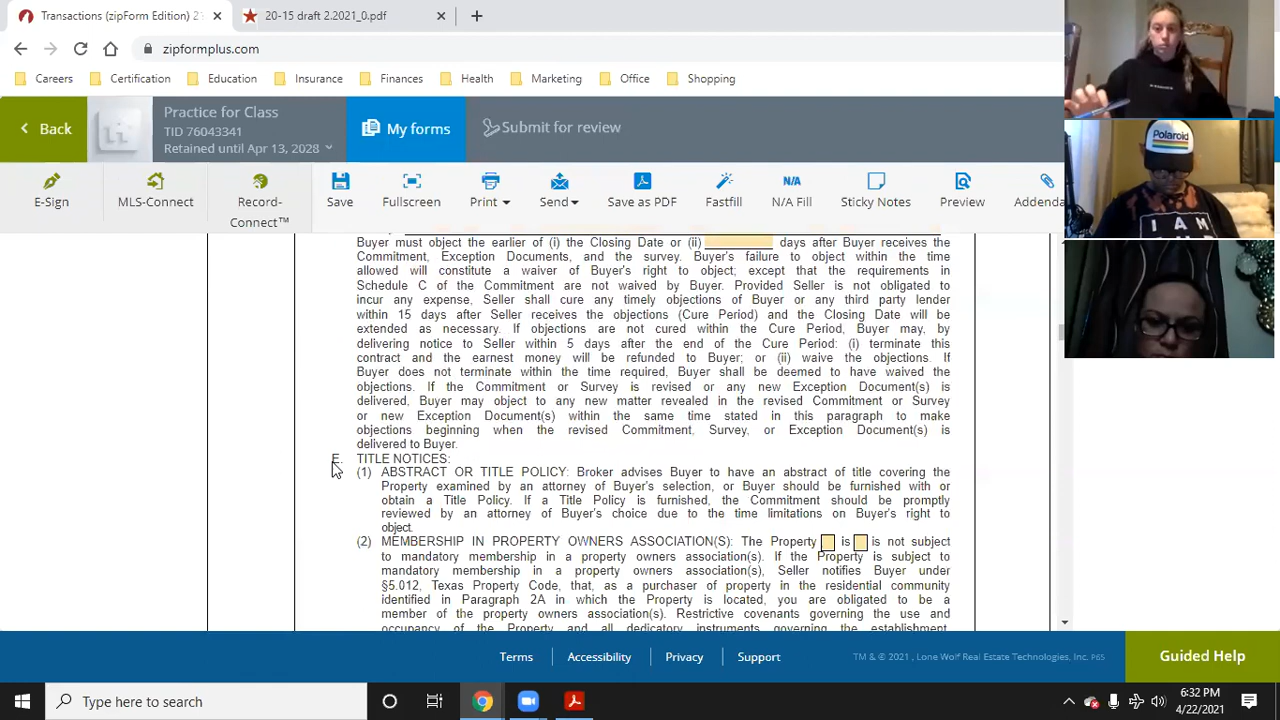 Transactions (zipForm Edition) 2
20-15 draft 2.2021_0.pdf
zipformplus.com
Careers Certification Education Insurance Finances Health Marketing Office Shopping
Back
Practice for Class
TID 76043341
Retained until Apr 13, 2028
My forms
Submit for review
E-Sign MLS-Connect Record-Connect™ Save Fullscreen Print Send Save as PDF Fastfill N/A Fill Sticky Notes Preview Addenda
N/A
Buyer must object the earlier of (i) the Closing Date or (ii) days after Buyer receives the
Commitment, Exception Documents, and the survey. Buyer's failure to object within the time
allowed will constitute a waiver of Buyer's right to object; except that the requirements in
Schedule C of the Commitment are not waived by Buyer. Provided Seller is not obligated to
incur any expense, Seller shall cure any timely objections of Buyer or any third party lender
within 15 days after Seller receives the objections (Cure Period) and the Closing Date will be
extended as necessary. If objections are not cured within the Cure Period, Buyer may, by
delivering notice to Seller within 5 days after the end of the Cure Period: (i) terminate this
contract and the earnest money will be refunded to Buyer; or (ii) waive the objections. If
Buyer does not terminate within the time required, Buyer shall be deemed to have waived the
objections. If the Commitment or Survey is revised or any new Exception Document(s) is
delivered, Buyer may object to any new matter revealed in the revised Commitment or Survey
or new Exception Document(s) within the same time stated in this paragraph to make
objections beginning when the revised Commitment, Survey, or Exception Document(s) is
delivered to Buyer.
E. TITLE NOTICES:
(1) ABSTRACT OR TITLE POLICY: Broker advises Buyer to have an abstract of title covering the
Property examined by an attorney of Buyer's selection, or Buyer should be furnished with or
obtain a Title Policy. If a Title Policy is furnished, the Commitment should be promptly
reviewed by an attorney of Buyer's choice due to the time limitations on Buyer's right to
object.
(2) MEMBERSHIP IN PROPERTY OWNERS ASSOCIATION(S): The Property is is not subject
to mandatory membership in a property owners association(s). If the Property is subject to
mandatory membership in a property owners association(s), Seller notifies Buyer under
§5.012, Texas Property Code, that, as a purchaser of property in the residential community
identified in Paragraph 2A in which the Property is located, you are obligated to be a
member of the property owners association(s). Restrictive covenants governing the use and
occupancy of the Property and all dedicatory instruments governing the establishment,
Polaroid
I AM
Terms Accessibility Privacy Support
TM & © 2021, Lone Wolf Real Estate Technologies, Inc. P65
Guided Help
Type here to search
6:32 PM
4/22/2021